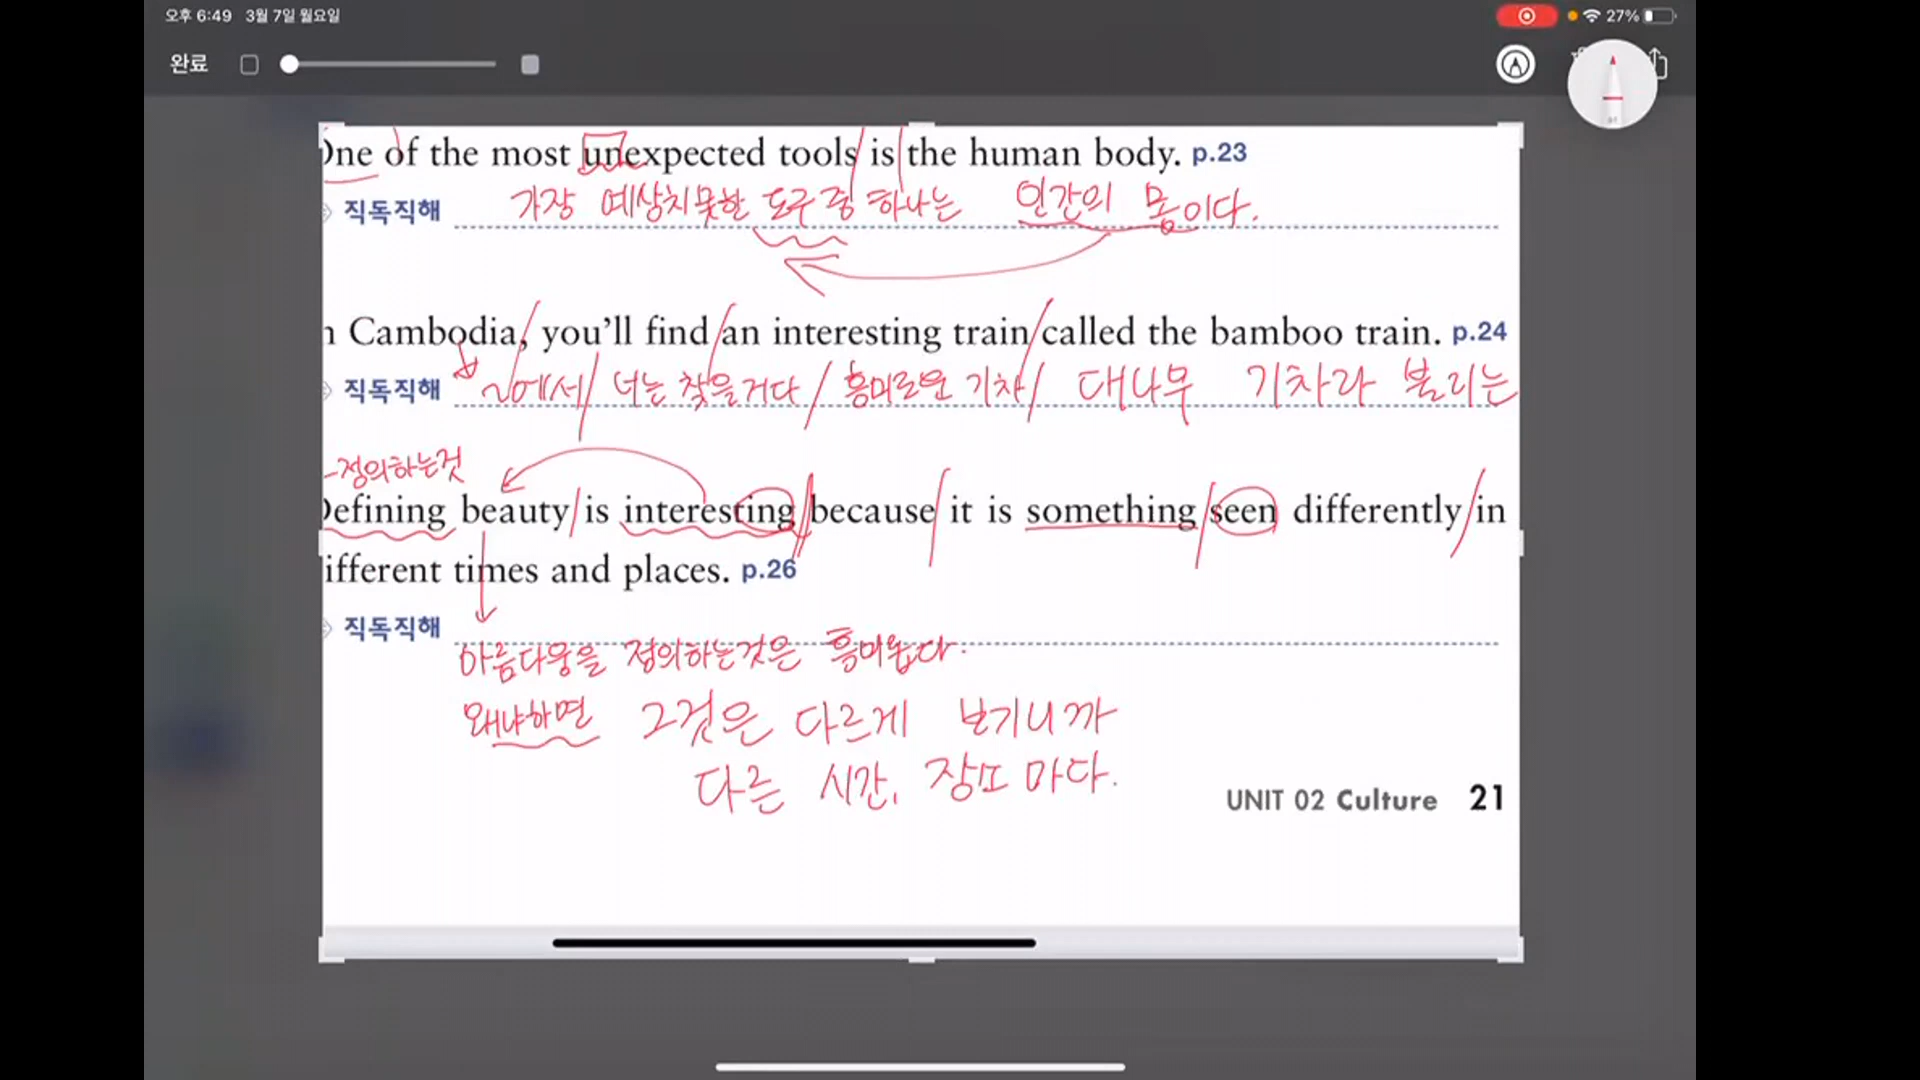 오후 6:49 3월 7일 월요일
27%
완료
One of the most unexpected tools is the human body. p.23
직독직해 가장 예상치못한 도구 중 하나는 인간의 몸이다.
n Cambodia, you'll find an interesting train called the bamboo train. p.24
직독직해 ~에서/ 너는 찾을거다 / 흥미로운 기차/ 대나무 기차라 불리는
-정의하는것
Defining beauty is interesting because it is something seen differently in
ifferent times and places. p.26
직독직해
아름다움을 정의하는것은 흥미롭다.
왜냐하면 그것은 다르게 보기니까
다른 시간, 장소 마다.
UNIT 02 Culture 21